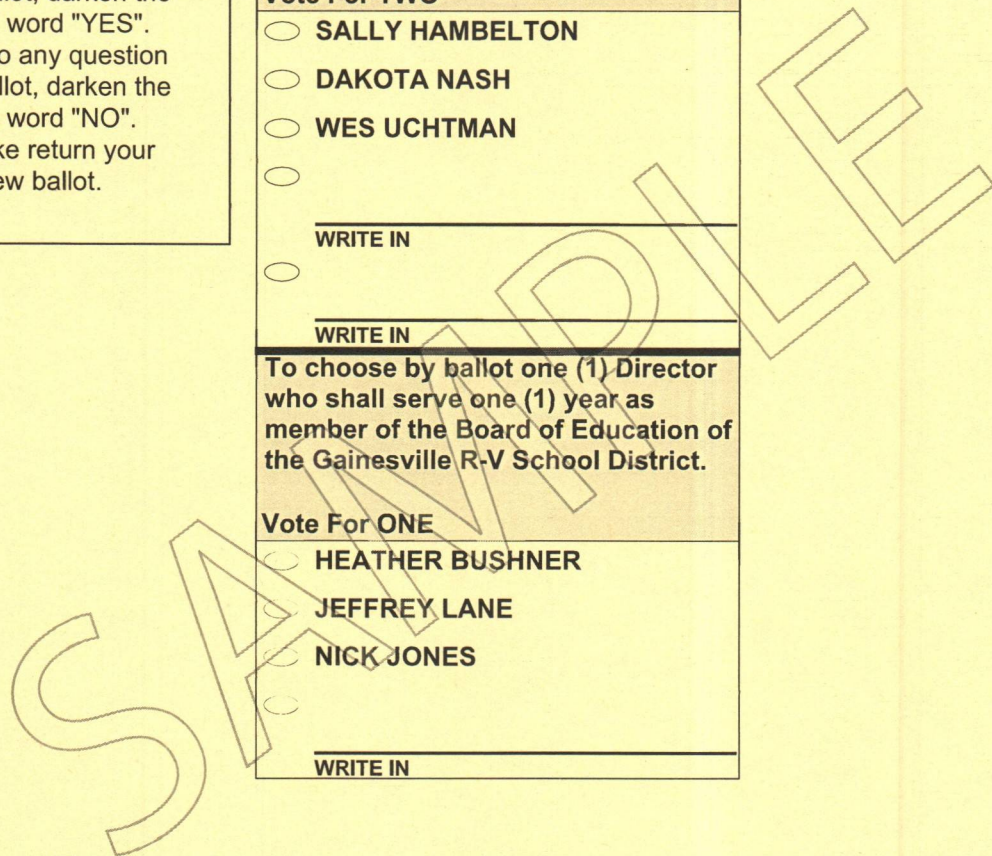 word "YES".
o any question
llot, darken the
word "NO".
ke return your
ew ballot.
Vote For TWO
SALLY HAMBELTON
DAKOTA NASH
WES UCHTMAN
WRITE IN
WRITE IN
To choose by ballot one (1) Director
who shall serve one (1) year as
member of the Board of Education of
the Gainesville R-V School District.
Vote For ONE
HEATHER BUSHNER
JEFFREY LANE
NICK JONES
WRITE IN
SAMPLE